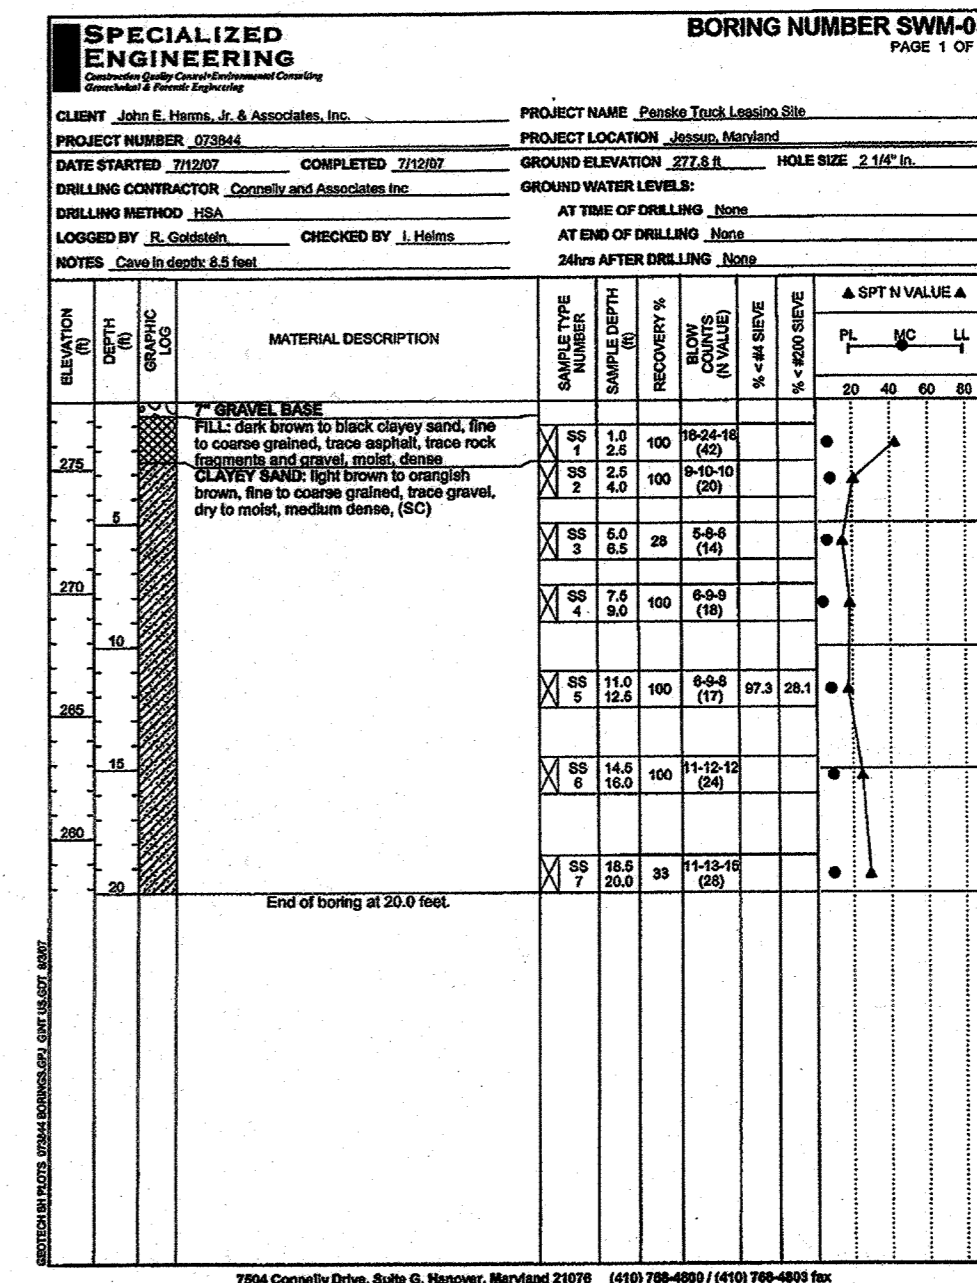 SPECIALIZED
ENGINEERING
Construction Quality Control•Environmental Consulting
Geotechnical & Forensic Engineering
BORING NUMBER SWM-0
PAGE 1 OF
CLIENT John E. Harms, Jr. & Associates, Inc. PROJECT NAME Penske Truck Leasing Site
PROJECT NUMBER 073844 PROJECT LOCATION Jessup, Maryland
DATE STARTED 7/12/07 COMPLETED 7/12/07 GROUND ELEVATION 277.8 ft HOLE SIZE 2 1/4" in.
DRILLING CONTRACTOR Connelly and Associates Inc GROUND WATER LEVELS:
DRILLING METHOD HSA AT TIME OF DRILLING None
LOGGED BY R. Goldstein CHECKED BY I. Helms AT END OF DRILLING None
NOTES Cave in depth: 8.5 feet 24hrs AFTER DRILLING None
ELEVATION (ft)
DEPTH (ft)
GRAPHIC LOG
MATERIAL DESCRIPTION
SAMPLE TYPE NUMBER
SAMPLE DEPTH (ft)
RECOVERY %
BLOW COUNTS (N VALUE)
% < #4 SIEVE
% < #200 SIEVE
▲ SPT N VALUE ▲
PL MC LL
20 40 60 80
7" GRAVEL BASE
FILL: dark brown to black clayey sand, fine
to coarse grained, trace asphalt, trace rock
fragments and gravel, moist, dense
SS 1 1.0 2.5 100 18-24-18 (42)
275
CLAYEY SAND: light brown to orangish
brown, fine to coarse grained, trace gravel,
dry to moist, medium dense, (SC)
SS 2 2.5 4.0 100 9-10-10 (20)
5
SS 3 5.0 6.5 28 5-8-6 (14)
270
SS 4 7.5 9.0 100 6-9-9 (18)
10
SS 5 11.0 12.5 100 6-9-8 (17) 97.3 28.1
265
15
SS 6 14.5 16.0 100 11-12-12 (24)
260
SS 7 18.5 20.0 33 11-13-15 (28)
20
End of boring at 20.0 feet.
GEOTECH BH PLOTS 073844 BORINGS.GPJ GINT US.GDT 8/3/07
7504 Connelly Drive, Suite G, Hanover, Maryland 21076 (410) 768-4800 / (410) 768-4803 fax